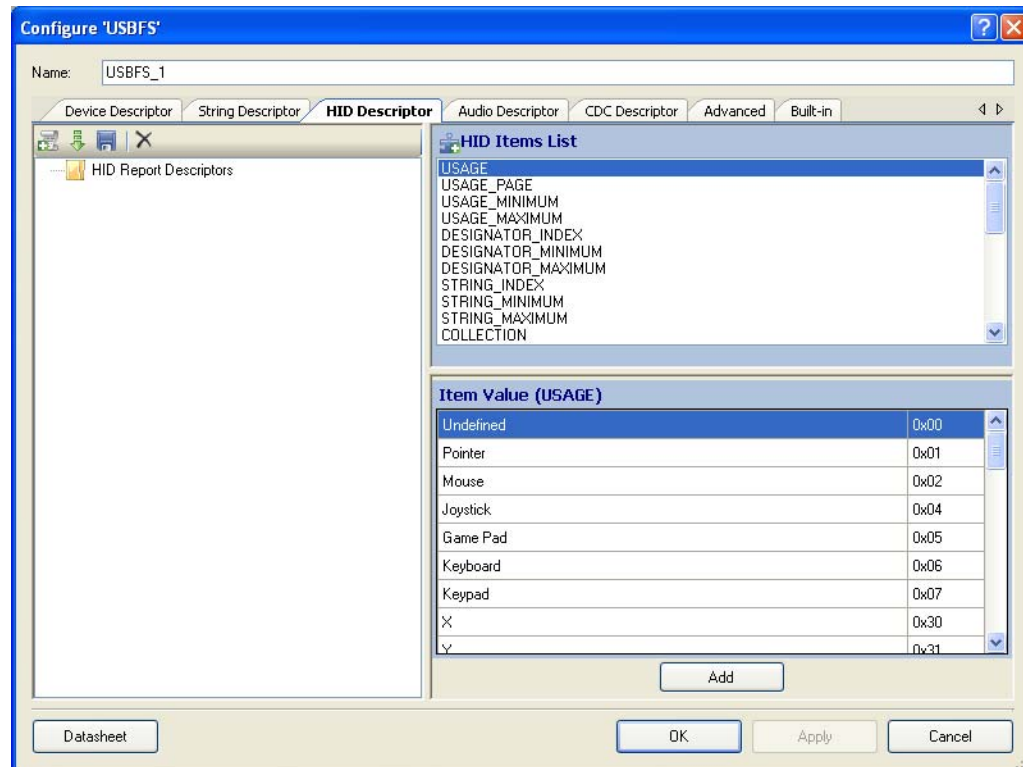 Configure 'USBFS'
Name: USBFS_1
Device Descriptor String Descriptor HID Descriptor Audio Descriptor CDC Descriptor Advanced Built-in
HID Report Descriptors
HID Items List
USAGE
USAGE_PAGE
USAGE_MINIMUM
USAGE_MAXIMUM
DESIGNATOR_INDEX
DESIGNATOR_MINIMUM
DESIGNATOR_MAXIMUM
STRING_INDEX
STRING_MINIMUM
STRING_MAXIMUM
COLLECTION
Item Value (USAGE)
Undefined 0x00
Pointer 0x01
Mouse 0x02
Joystick 0x04
Game Pad 0x05
Keyboard 0x06
Keypad 0x07
X 0x30
Y 0x31
Add
Datasheet OK Apply Cancel